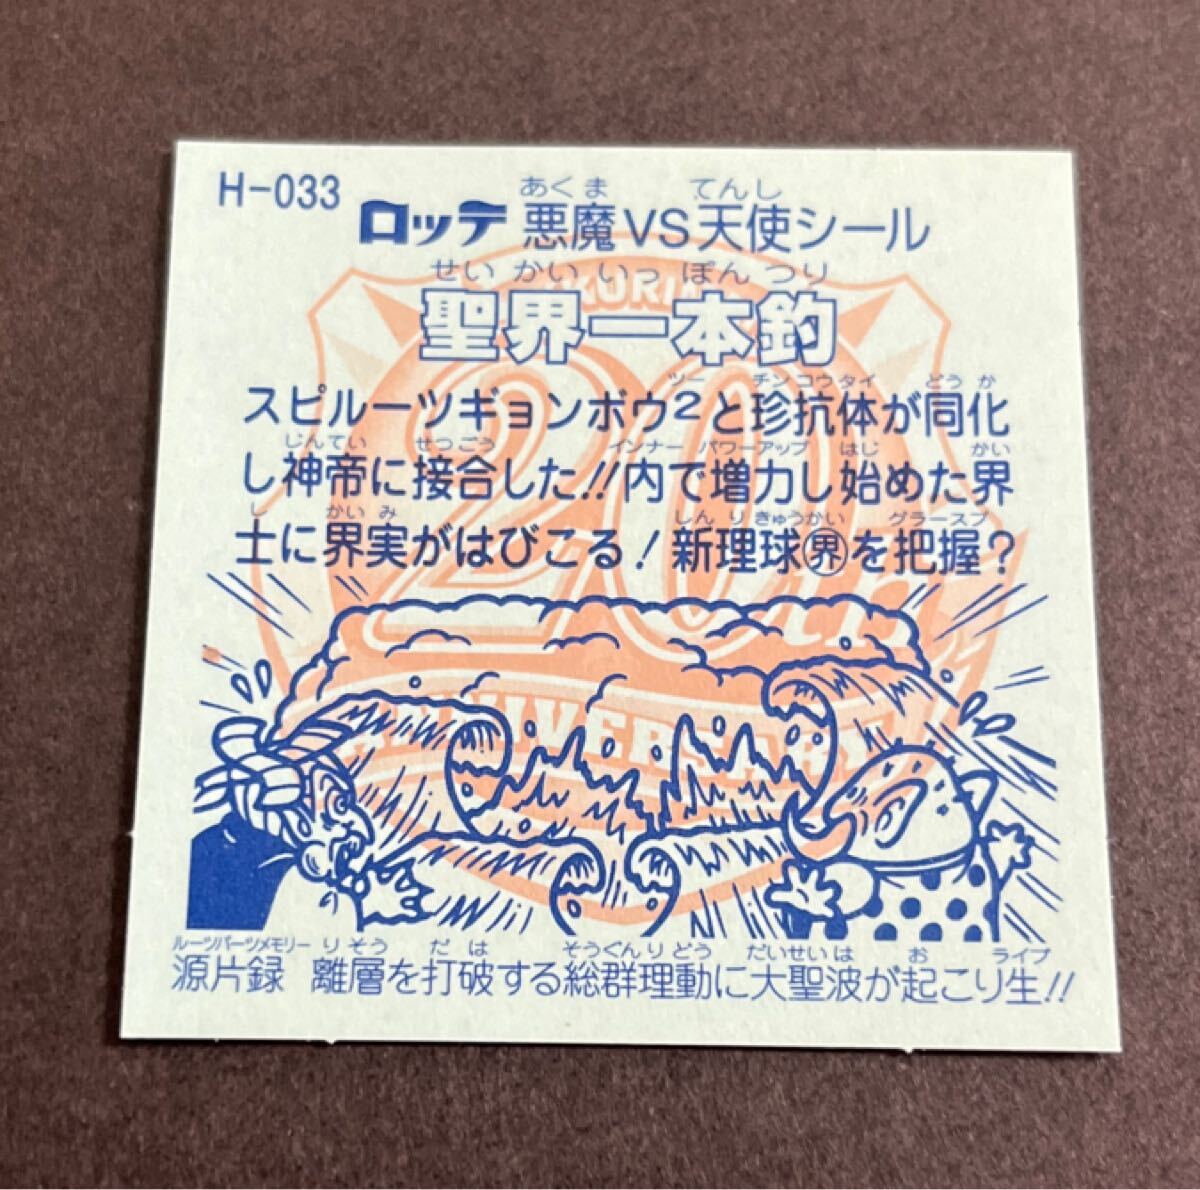 H-033
あくま てんし
ロッテ 悪魔VS天使シール
せいかいいっぽんつり
聖界一本釣
ツー チンコウタイ どうか
スピルーツギョンボウ2と珍抗体が同化
じんてい せつごう インナー パワーアップ はじ かい
し神帝に接合した!!内で増力し始めた界
し かいみ しんりきゅうかい グラースプ
士に界実がはびこる!新理球㊩を把握?
20th
ANNIVERSARY
ルーツパーツメモリー りそう だは そうぐんりどう だいせいは お ライブ
源片録 離層を打破する総群理動に大聖波が起こり生!!